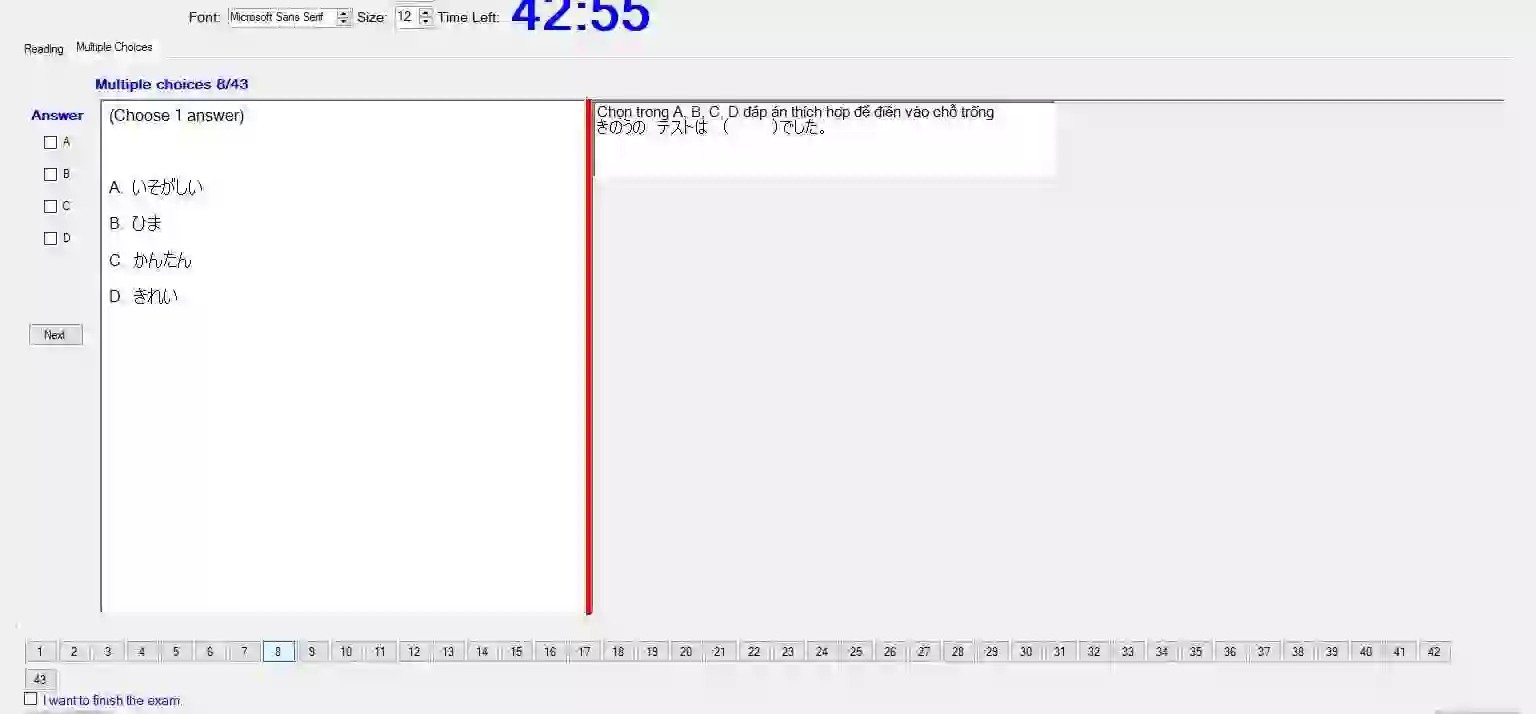 Font: Microsoft Sans Serif Size: 12 Time Left: 42:55
Reading Multiple Choices
Multiple choices 8/43
Answer
A
B
C
D
Next
(Choose 1 answer)
A. いそがしい
B. ひま
C. かんたん
D. きれい
Chọn trong A, B, C, D đáp án thích hợp để điền vào chỗ trống
きのうの テストは ( )でした。
1 2 3 4 5 6 7 8 9 10 11 12 13 14 15 16 17 18 19 20 21 22 23 24 25 26 27 28 29 30 31 32 33 34 35 36 37 38 39 40 41 42
43
I want to finish the exam.